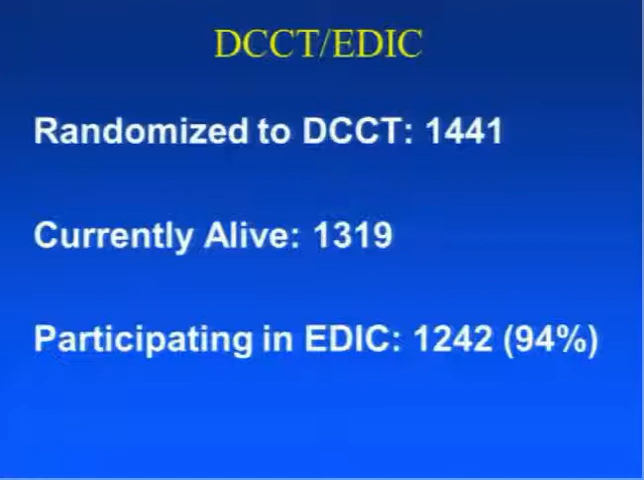 DCCT/EDIC
Randomized to DCCT: 1441
Currently Alive: 1319
Participating in EDIC: 1242 (94%)